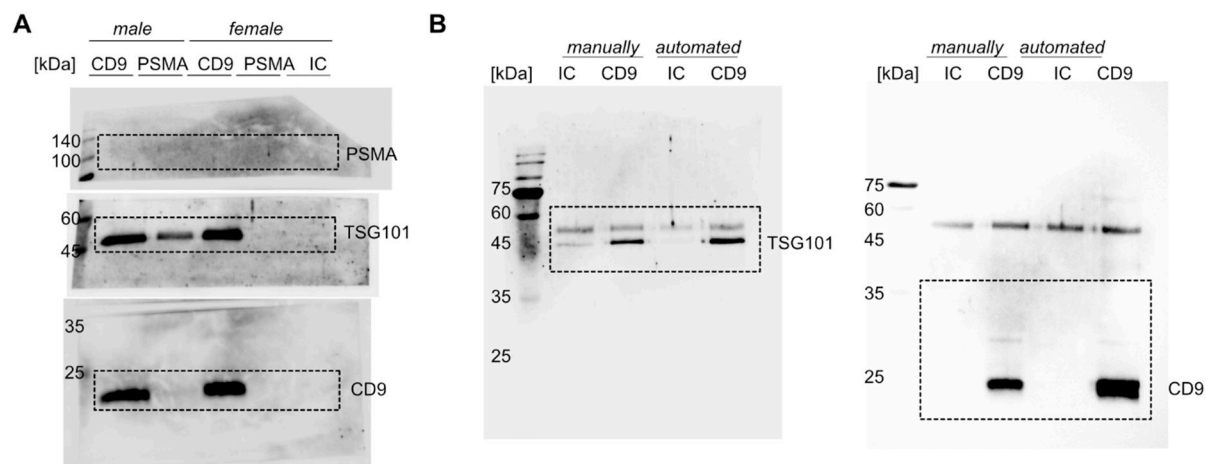 A
male female
[kDa] CD9 PSMA CD9 PSMA IC
140
100
PSMA
60
45
TSG101
35
25
CD9
B
manually automated
[kDa] IC CD9 IC CD9
75
60
45
35
25
TSG101
manually automated
[kDa] IC CD9 IC CD9
75
60
45
35
25
CD9